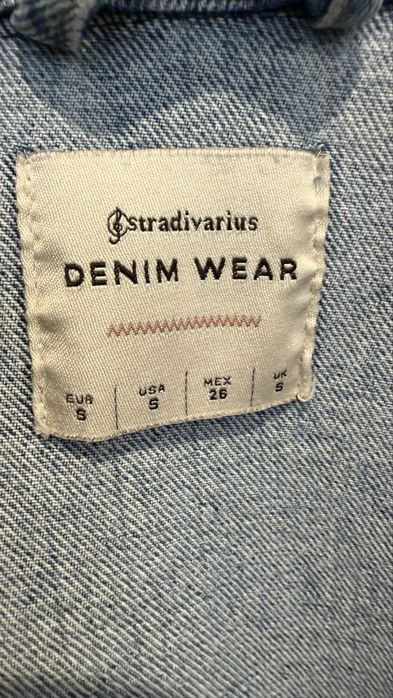 stradivarius
DENIM WEAR
EUR USA MEX UK
S S 26 S